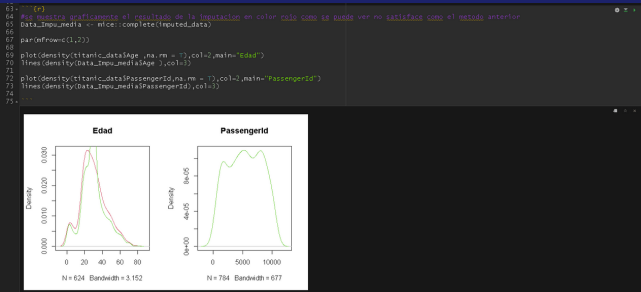 63 ```{r}
64 #se muestra graficamente el resultado de la imputacion en color rojo como se puede ver no satisface como el metodo anterior
65 Data_Impu_media <- mice::complete(imputed_data)
66
67 par(mfrow=c(1,2))
68
69
70 plot(density(titanic_data$Age ,na.rm = T),col=2,main="Edad")
71 lines(density(Data_Impu_media$Age ),col=3)
72
73 plot(density(titanic_data$PassengerId,na.rm = T),col=2,main="PassengerId")
74 lines(density(Data_Impu_media$PassengerId),col=3)
75 ```
Edad
Density
0.000 0.010 0.020 0.030
0 20 40 60 80
N = 624 Bandwidth = 3.152
PassengerId
Density
0e+00 4e-05 8e-05
0 5000 10000
N = 784 Bandwidth = 677